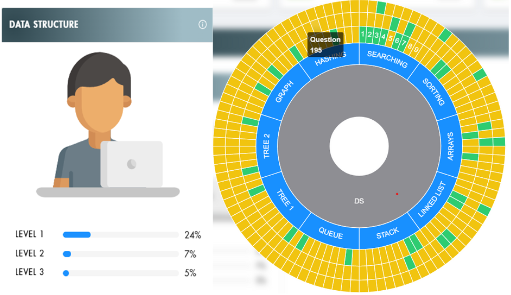 DATA STRUCTURE
LEVEL 1 24%
LEVEL 2 7%
LEVEL 3 5%
Question
195
1 2 3 4 5 6 7 8 9
SEARCHING
SORTING
ARRAYS
LINKED LIST
STACK
QUEUE
TREE 1
TREE 2
GRAPH
DS